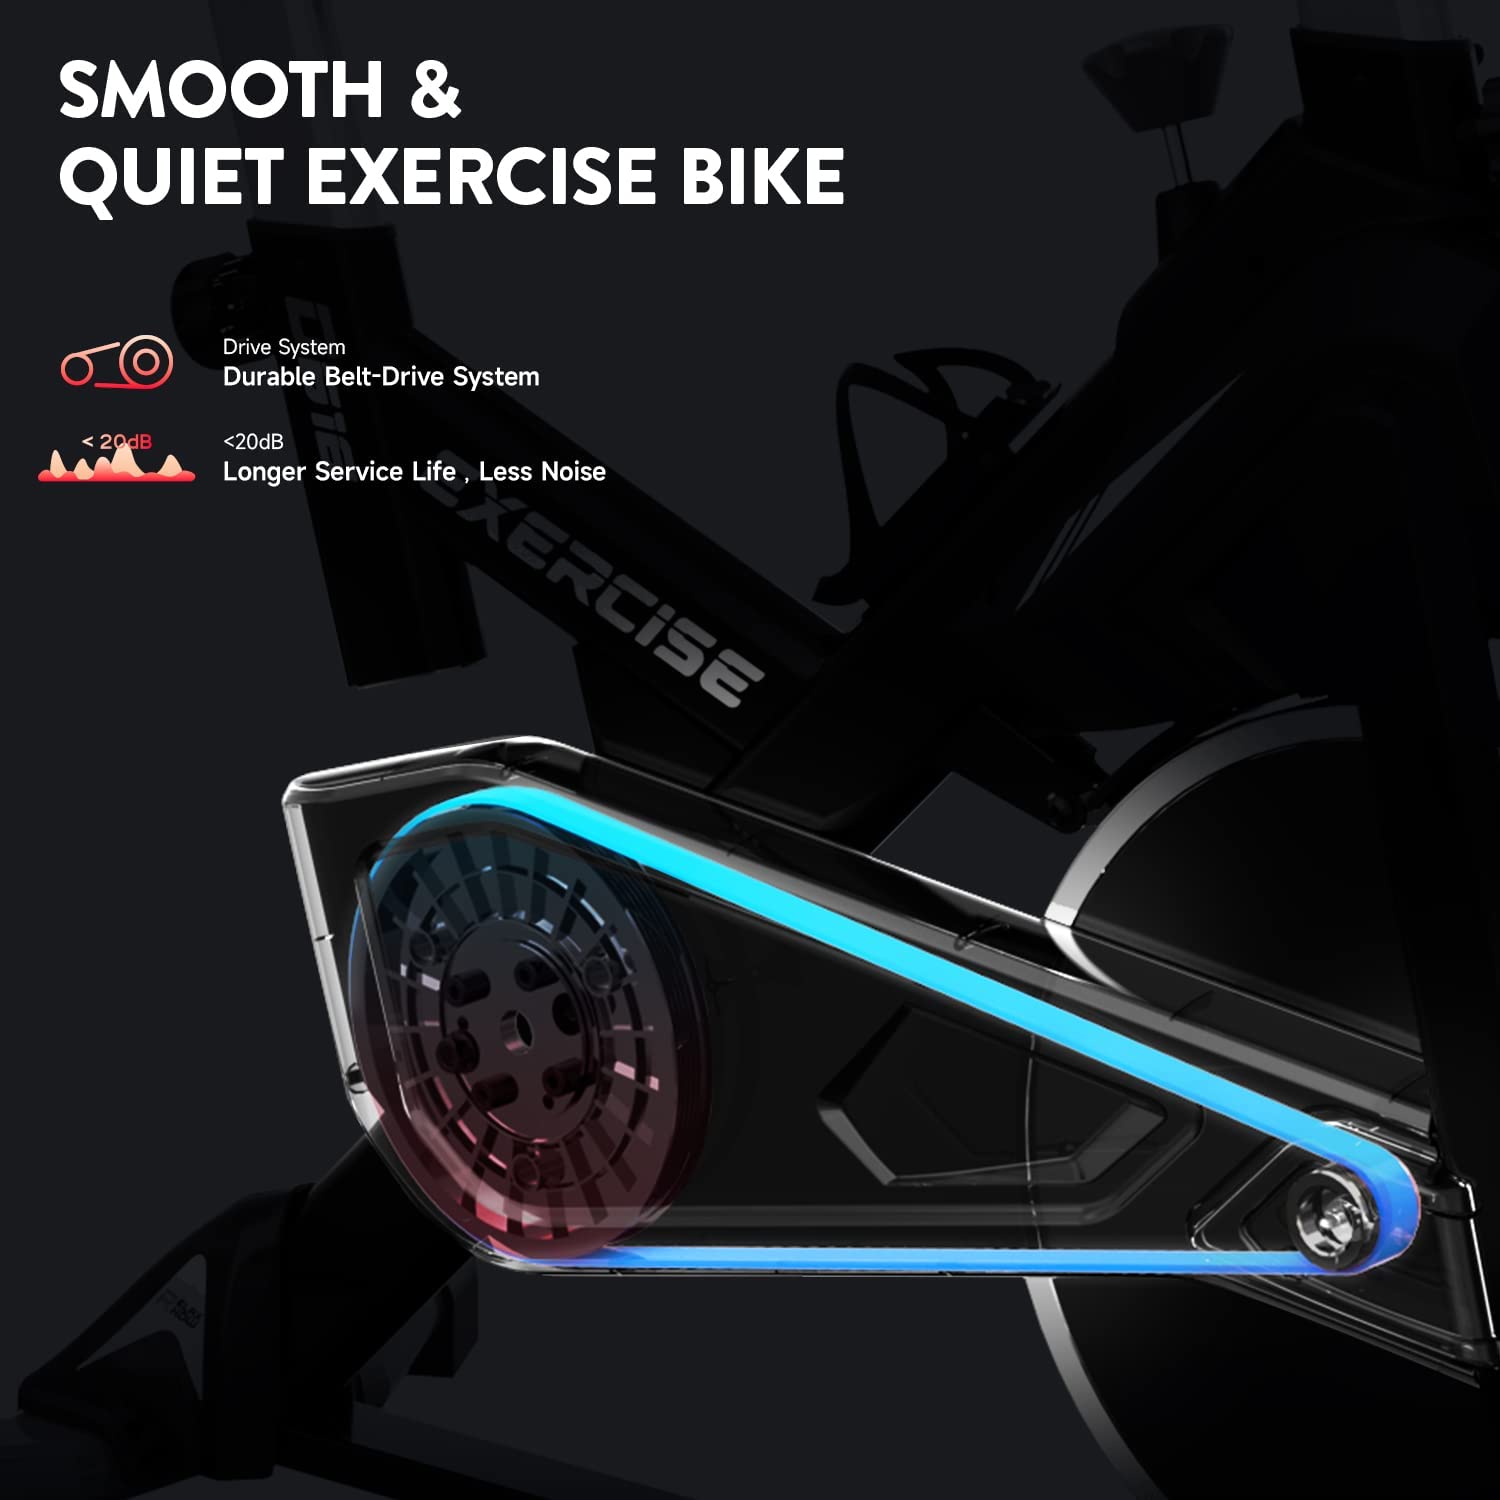 SMOOTH &
QUIET EXERCISE BIKE
Drive System
Durable Belt-Drive System
< 20dB
<20dB
Longer Service Life , Less Noise
EXERCISE